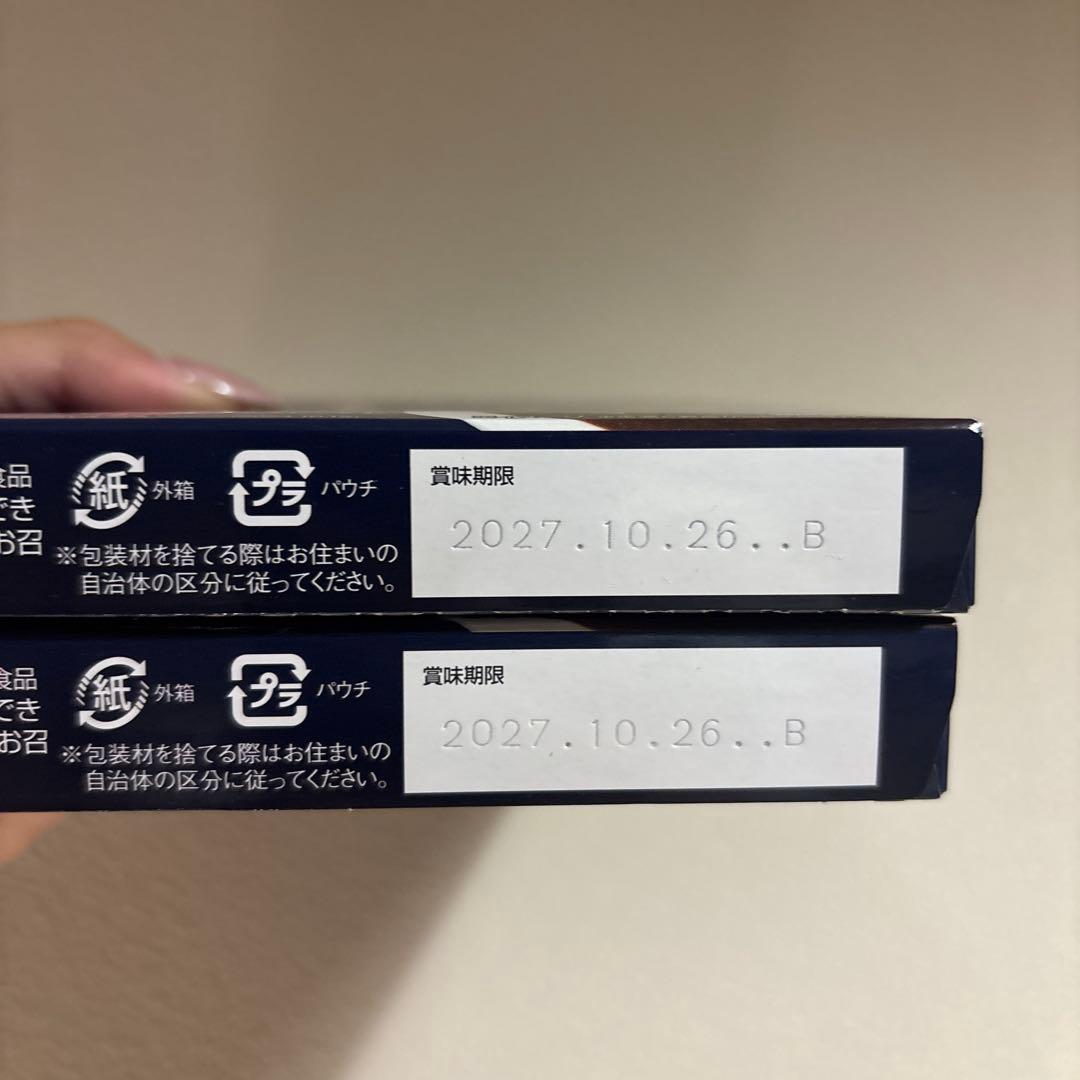 食品
でき
お召
紙 外箱
プラ パウチ
※包装材を捨てる際はお住まいの
自治体の区分に従ってください。
賞味期限
2027.10.26..B
食品
でき
お召
紙 外箱
プラ パウチ
※包装材を捨てる際はお住まいの
自治体の区分に従ってください。
賞味期限
2027.10.26..B